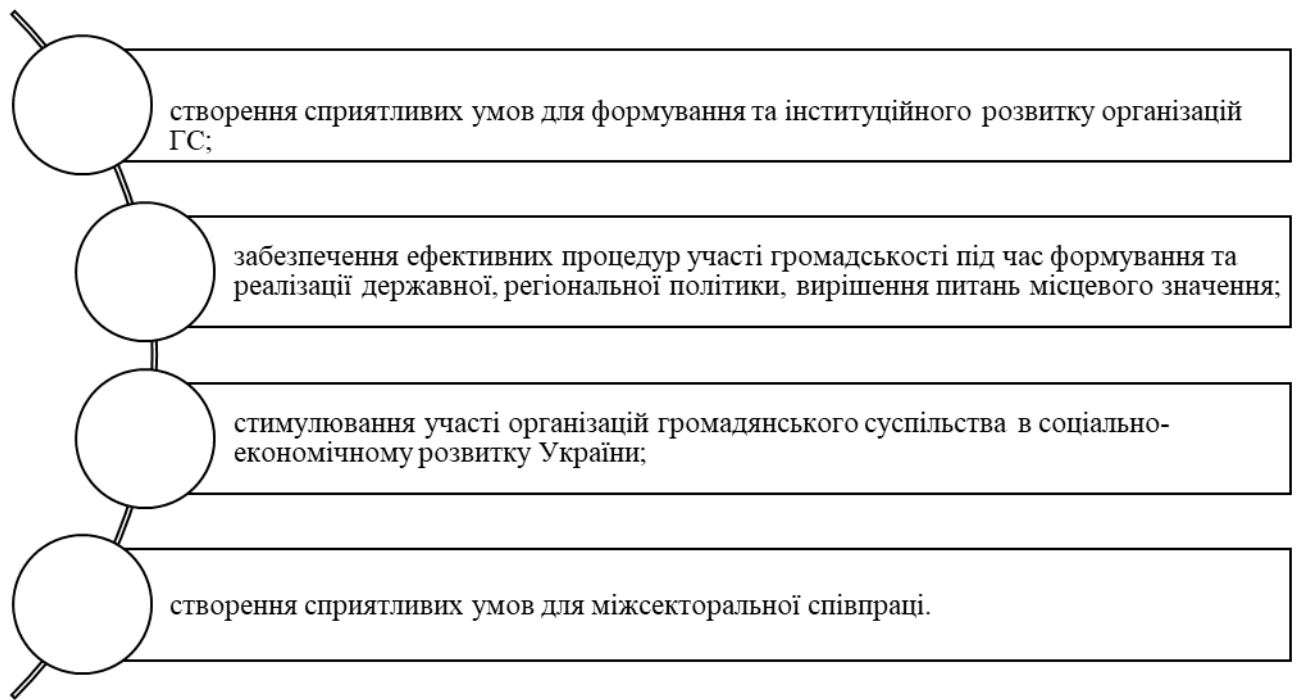 створення сприятливих умов для формування та інституційного розвитку організацій
ГС;
забезпечення ефективних процедур участі громадськості під час формування та
реалізації державної, регіональної політики, вирішення питань місцевого значення;
стимулювання участі організацій громадянського суспільства в соціально-
економічному розвитку України;
створення сприятливих умов для міжсекторальної співпраці.